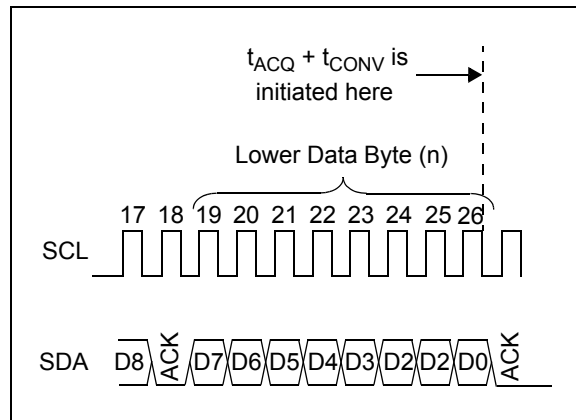 tACQ + tCONV is
initiated here
Lower Data Byte (n)
17 18 19 20 21 22 23 24 25 26
SCL
SDA D8 ACK D7 D6 D5 D4 D3 D2 D2 D0 ACK